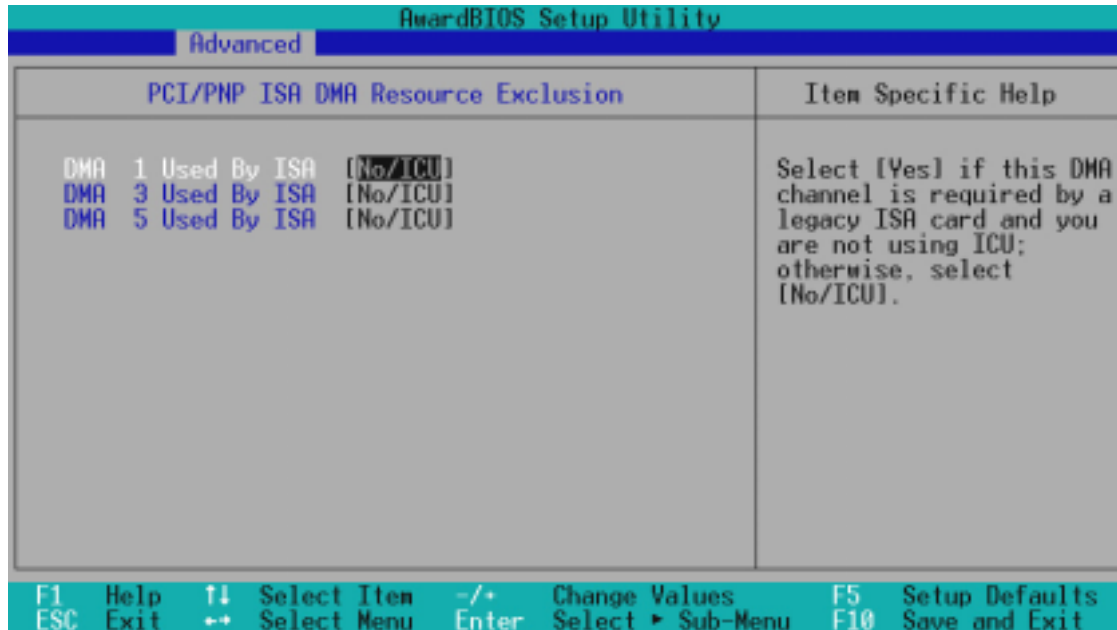 AwardBIOS Setup Utility
Advanced
PCI/PNP ISA DMA Resource Exclusion
Item Specific Help
DMA 1 Used By ISA [No/ICU]
DMA 3 Used By ISA [No/ICU]
DMA 5 Used By ISA [No/ICU]
Select [Yes] if this DMA
channel is required by a
legacy ISA card and you
are not using ICU;
otherwise, select
[No/ICU].
F1 Help ↑↓ Select Item -/+ Change Values F5 Setup Defaults
ESC Exit ←→ Select Menu Enter Select ► Sub-Menu F10 Save and Exit